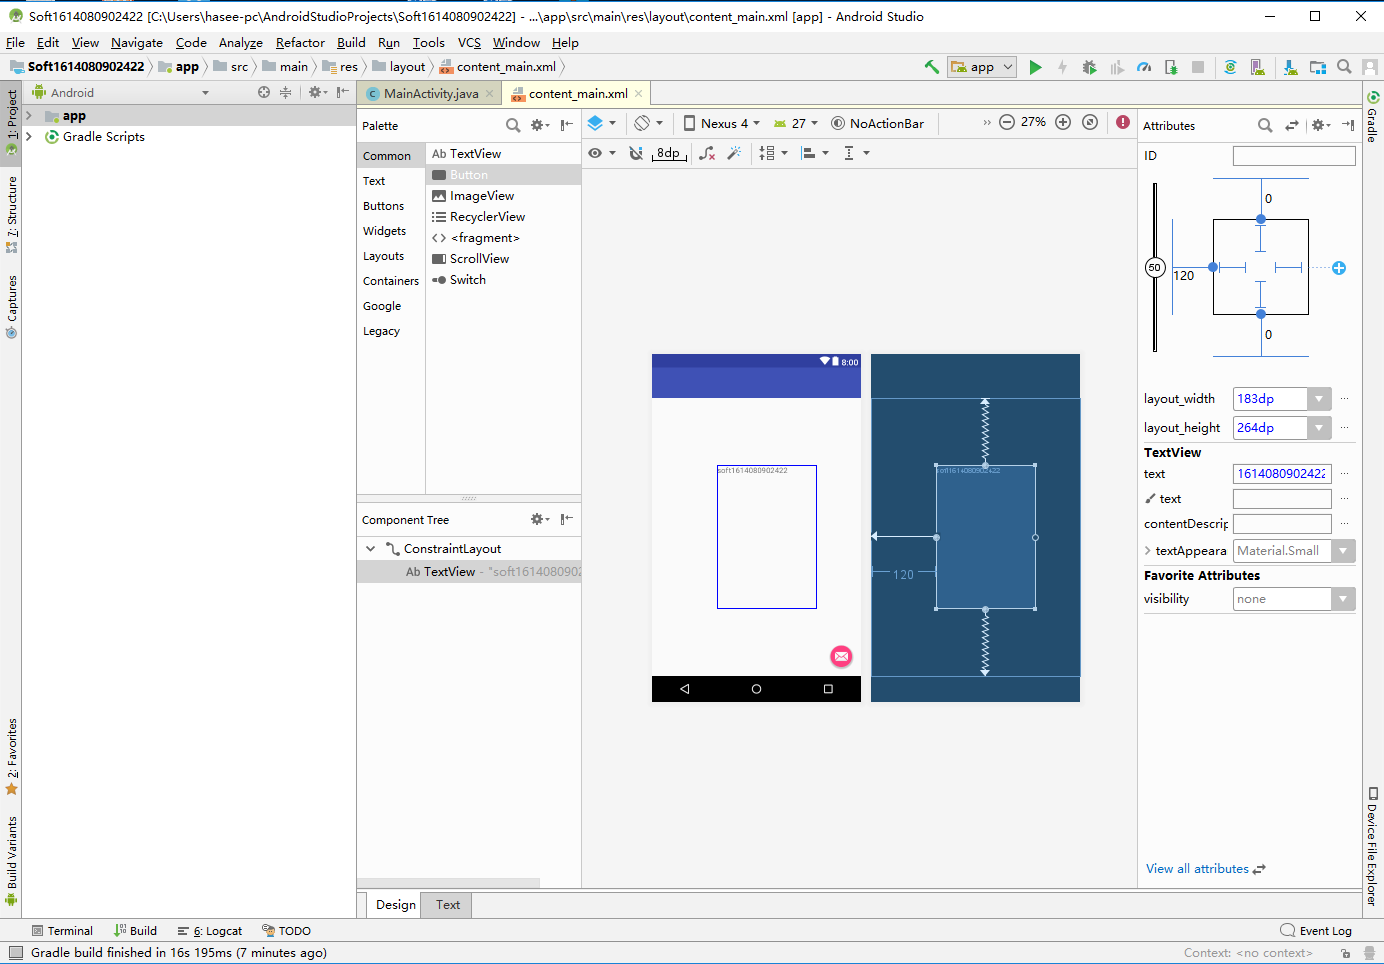 Soft1614080902422 [C:\Users\hasee-pc\AndroidStudioProjects\Soft1614080902422] - ...\app\src\main\res\layout\content_main.xml [app] - Android Studio
File Edit View Navigate Code Analyze Refactor Build Run Tools VCS Window Help
Soft1614080902422 app src main res layout content_main.xml app
1: Project
7: Structure
Captures
2: Favorites
Build Variants
Android
app
Gradle Scripts
MainActivity.java content_main.xml
Palette
Common
Text
Buttons
Widgets
Layouts
Containers
Google
Legacy
Ab TextView
Button
ImageView
RecyclerView
<fragment>
ScrollView
Switch
Component Tree
ConstraintLayout
Ab TextView - "soft1614080902
Nexus 4 27 NoActionBar 27%
8dp
8:00
soft1614080902422
soft1614080902422
120
Attributes
ID
0
50
120
0
layout_width 183dp
layout_height 264dp
TextView
text 1614080902422
text
contentDescrip
textAppeara Material.Small
Favorite Attributes
visibility none
View all attributes
Gradle
Device File Explorer
Design Text
Terminal Build 6: Logcat TODO Event Log
Gradle build finished in 16s 195ms (7 minutes ago) Context: <no context>